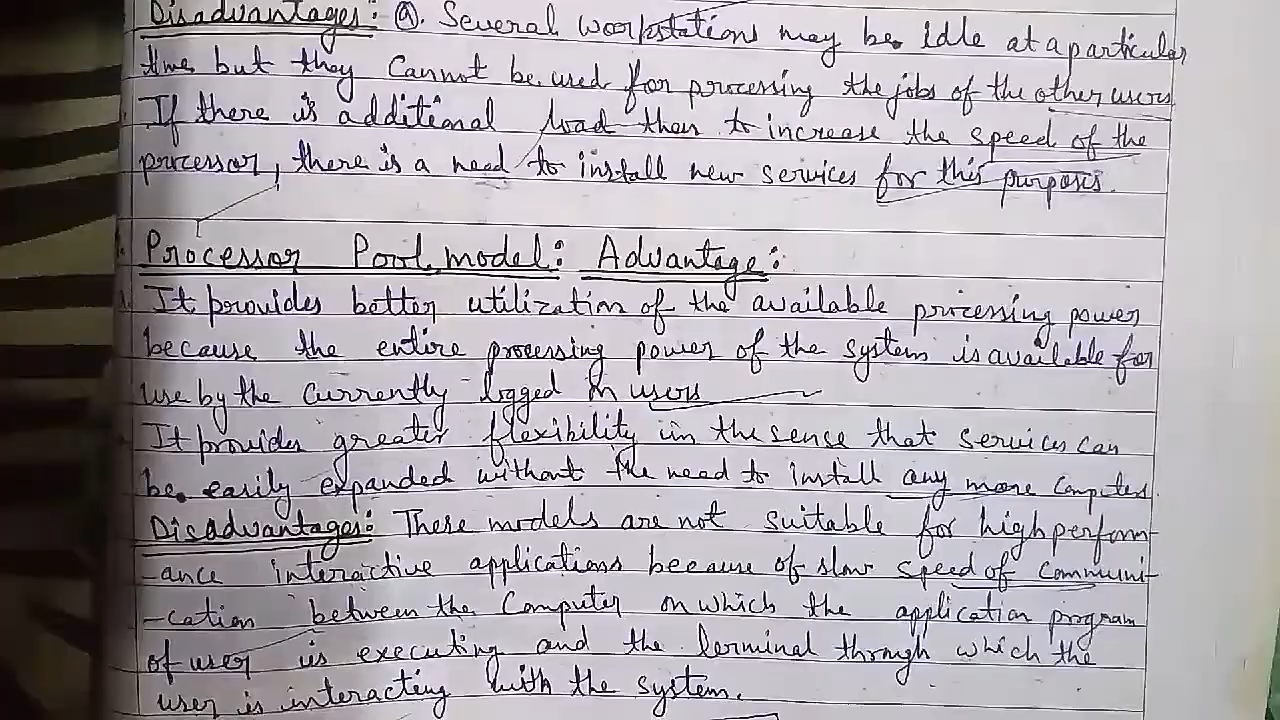 Disadvantages: a. Several workstations may be Idle at a particular
time but they Cannot be used for processing the jobs of the other users
If there is additional load then to increase the speed of the
processor, there is a need to install new services for this purposes.
Processor Pool model: Advantage:
It provides better utilization of the available processing power
because the entire processing power of the system is available for
use by the currently logged in users
It provides greater flexibility in the sense that services can
be easily expanded without the need to install any more Computers.
Disadvantages: These models are not suitable for high perform-
-ance interactive applications because of slow speed of communi-
-cation between the Computer on which the application program
of user is executing and the terminal through which the
user is interacting with the system.